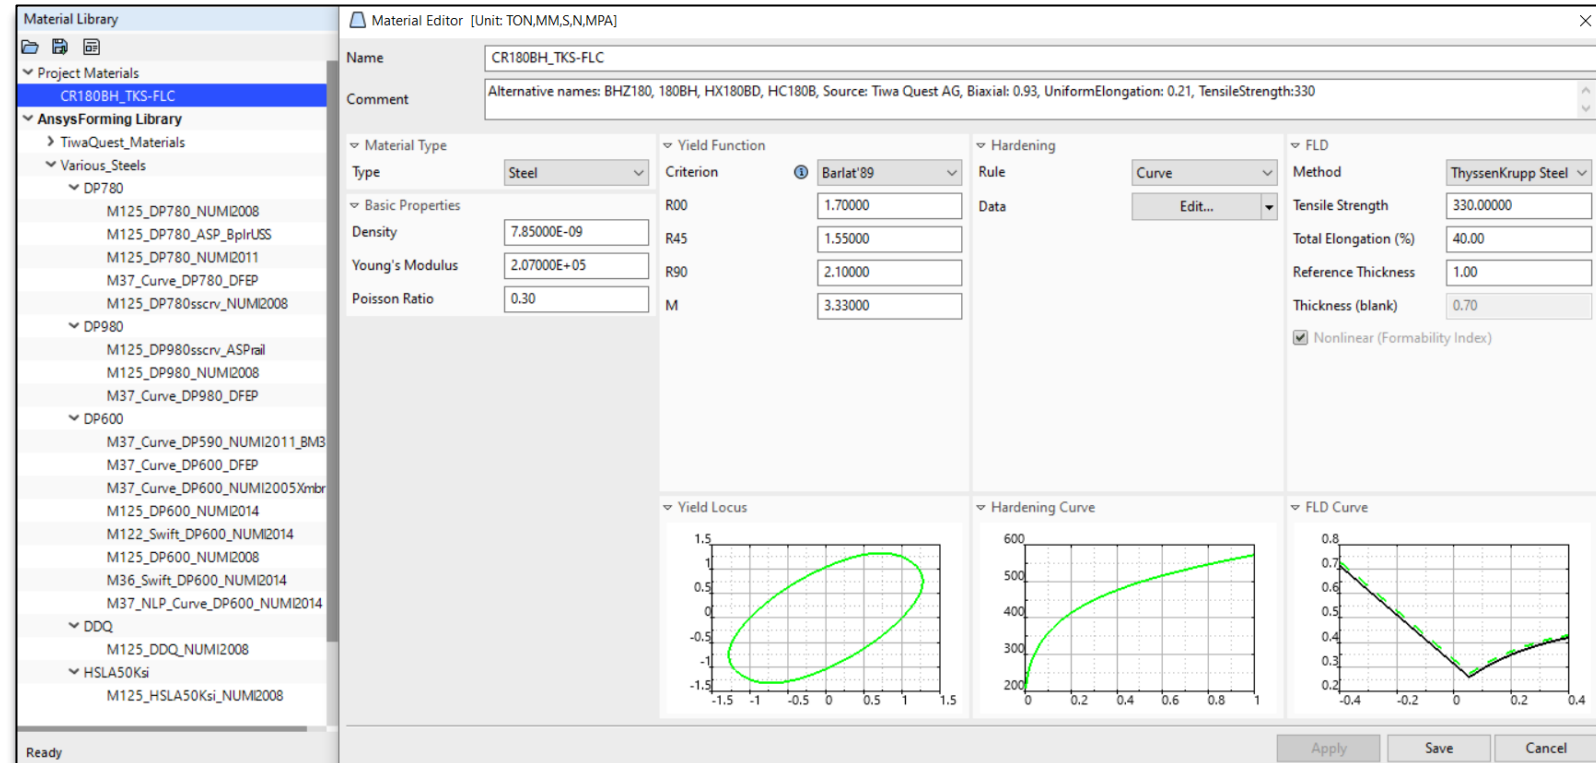 Material Library
Ready
Project Materials
CR180BH_TKS-FLC
AnsysForming Library
TiwaQuest_Materials
Various_Steels
DP780
M125_DP780_NUMI2008
M125_DP780_ASP_BplrUSS
M125_DP780_NUMI2011
M37_Curve_DP780_DFEP
M125_DP780sscrv_NUMI2008
DP980
M125_DP980sscrv_ASPrail
M125_DP980_NUMI2008
M37_Curve_DP980_DFEP
DP600
M37_Curve_DP590_NUMI2011_BM3
M37_Curve_DP600_DFEP
M37_Curve_DP600_NUMI2005Xmbr
M125_DP600_NUMI2014
M122_Swift_DP600_NUMI2014
M125_DP600_NUMI2008
M36_Swift_DP600_NUMI2014
M37_NLP_Curve_DP600_NUMI2014
DDQ
M125_DDQ_NUMI2008
HSLA50Ksi
M125_HSLA50Ksi_NUMI2008
Material Editor [Unit: TON,MM,S,N,MPA]
Name CR180BH_TKS-FLC
Comment Alternative names: BHZ180, 180BH, HX180BD, HC180B, Source: Tiwa Quest AG, Biaxial: 0.93, UniformElongation: 0.21, TensileStrength:330
Material Type
Type Steel
Basic Properties
Density 7.85000E-09
Young's Modulus 2.07000E+05
Poisson Ratio 0.30
Yield Function
Criterion Barlat'89
R00 1.70000
R45 1.55000
R90 2.10000
M 3.33000
Hardening
Rule Curve
Data Edit...
FLD
Method ThyssenKrupp Steel
Tensile Strength 330.00000
Total Elongation (%) 40.00
Reference Thickness 1.00
Thickness (blank) 0.70
Nonlinear (Formability Index)
Yield Locus
1.5
1
0.5
0
-0.5
-1
-1.5
-1.5 -1 -0.5 0 0.5 1 1.5
Hardening Curve
600
500
400
300
200
0 0.2 0.4 0.6 0.8 1
FLD Curve
0.8
0.7
0.6
0.5
0.4
0.3
0.2
-0.4 -0.2 0 0.2 0.4
Apply Save Cancel